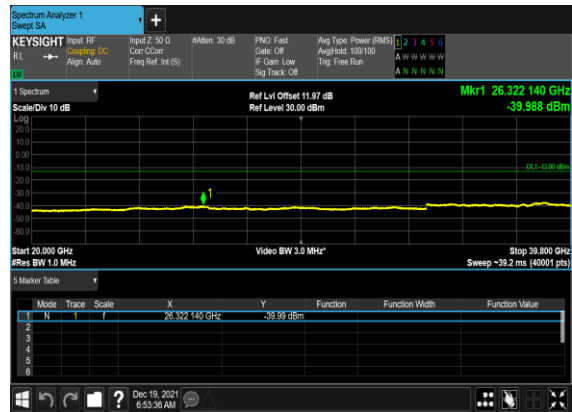 Spectrum Analyzer 1
Swept SA
+
KEYSIGHT Input: RF Input Z: 50 Ω #Atten: 30 dB PNO: Fast Avg Type: Power (RMS) 1 2 3 4 5 6
RL Coupling: DC Corr CCorr Gate: Off Avg|Hold: 100/100 A W W W W W
Align: Auto Freq Ref: Int (S) IF Gain: Low Trig: Free Run
LW Sig Track: Off A N N N N N
1 Spectrum Ref Lvl Offset 11.97 dB Mkr1 26.322 140 GHz
Scale/Div 10 dB Ref Level 30.00 dBm -39.988 dBm
Log
20.0
10.0
0.00
-10.0
DL1 -13.00 dBm
-20.0
-30.0
1
-40.0
-50.0
-60.0
Start 20.000 GHz Video BW 3.0 MHz* Stop 39.800 GHz
#Res BW 1.0 MHz Sweep ~39.2 ms (40001 pts)
5 Marker Table
Mode Trace Scale X Y Function Function Width Function Value
1 N 1 f 26.322 140 GHz -39.99 dBm
2
3
4
5
6
? Dec 19, 2021
6:53:36 AM